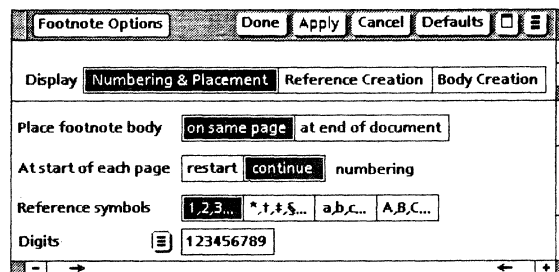 Footnote Options Done Apply Cancel Defaults
Display Numbering & Placement Reference Creation Body Creation
Place footnote body on same page at end of document
At start of each page restart continue numbering
Reference symbols 1,2,3... *,†,‡,§... a,b,c... A,B,C...
Digits 123456789